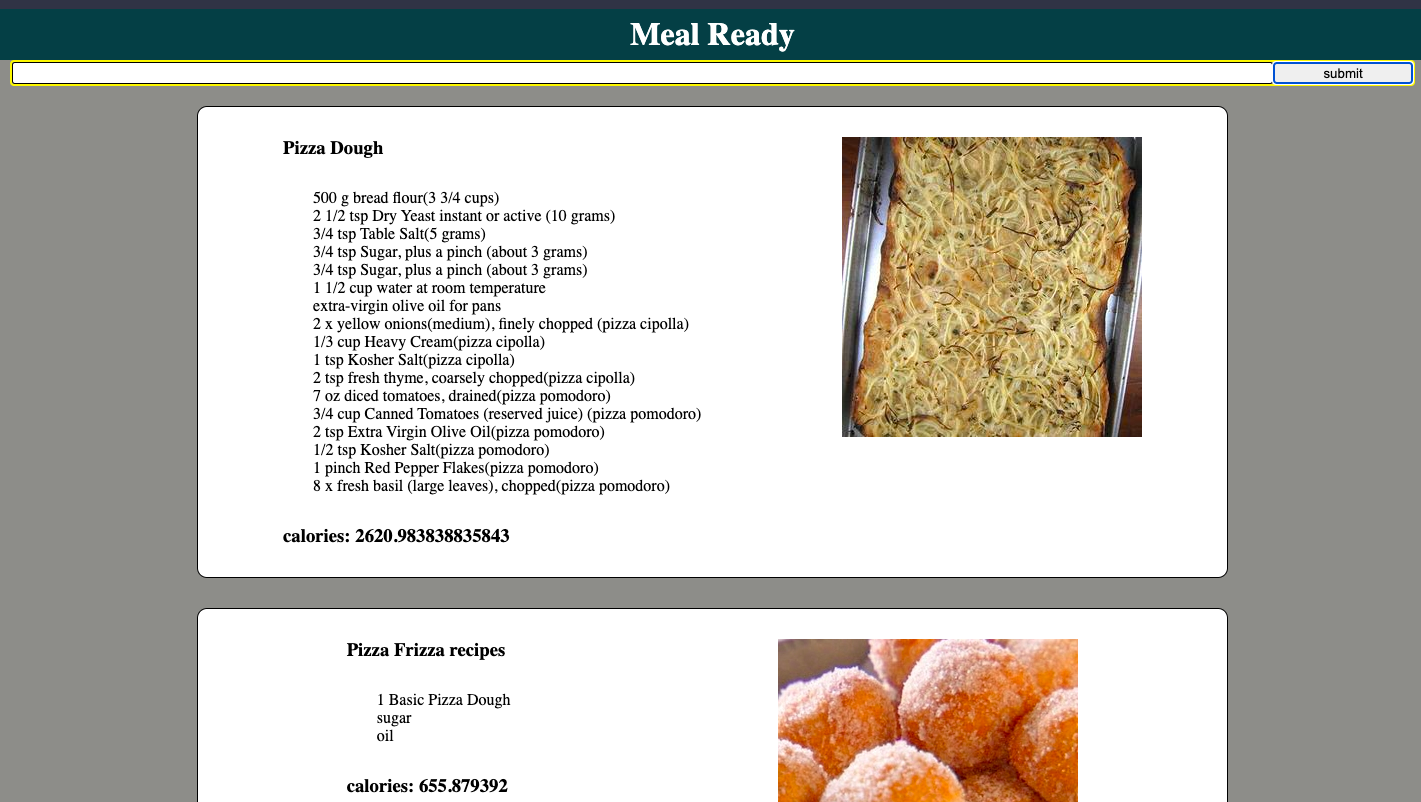 Meal Ready
submit
Pizza Dough
500 g bread flour(3 3/4 cups)
2 1/2 tsp Dry Yeast instant or active (10 grams)
3/4 tsp Table Salt(5 grams)
3/4 tsp Sugar, plus a pinch (about 3 grams)
3/4 tsp Sugar, plus a pinch (about 3 grams)
1 1/2 cup water at room temperature
extra-virgin olive oil for pans
2 x yellow onions(medium), finely chopped (pizza cipolla)
1/3 cup Heavy Cream(pizza cipolla)
1 tsp Kosher Salt(pizza cipolla)
2 tsp fresh thyme, coarsely chopped(pizza cipolla)
7 oz diced tomatoes, drained(pizza pomodoro)
3/4 cup Canned Tomatoes (reserved juice) (pizza pomodoro)
2 tsp Extra Virgin Olive Oil(pizza pomodoro)
1/2 tsp Kosher Salt(pizza pomodoro)
1 pinch Red Pepper Flakes(pizza pomodoro)
8 x fresh basil (large leaves), chopped(pizza pomodoro)
calories: 2620.983838835843
Pizza Frizza recipes
1 Basic Pizza Dough
sugar
oil
calories: 655.879392